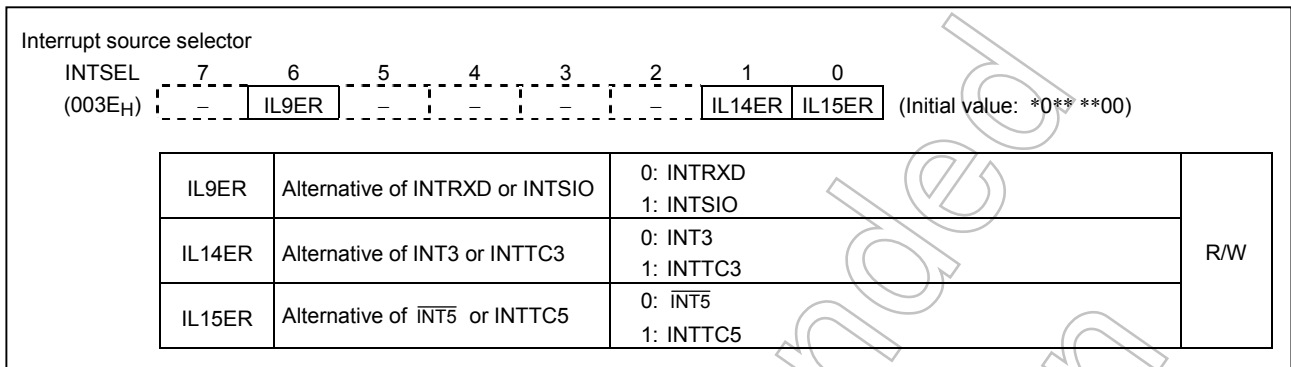 Interrupt source selector
INTSEL 7 6 5 4 3 2 1 0
(003EH) – IL9ER – – – – IL14ER IL15ER (Initial value: *0** **00)
IL9ER Alternative of INTRXD or INTSIO 0: INTRXD
1: INTSIO
IL14ER Alternative of INT3 or INTTC3 0: INT3
1: INTTC3
R/W
IL15ER Alternative of INT5 or INTTC5 0: INT5
1: INTTC5